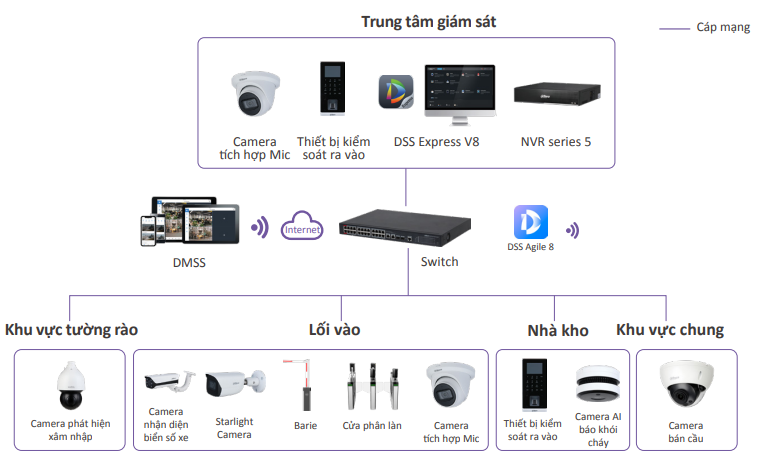 Trung tâm giám sát
Cáp mạng
Camera
tích hợp Mic
Thiết bị kiểm
soát ra vào
DSS Express V8
NVR series 5
Internet
DMSS
Switch
DSS Agile 8
Khu vực tường rào
Lối vào
Nhà kho
Khu vực chung
Camera phát hiện
xâm nhập
Camera
nhận diện
biển số xe
Starlight
Camera
Barie
Cửa phân làn
Camera
tích hợp Mic
Thiết bị kiểm
soát ra vào
Camera AI
báo khói
cháy
Camera
bán cầu